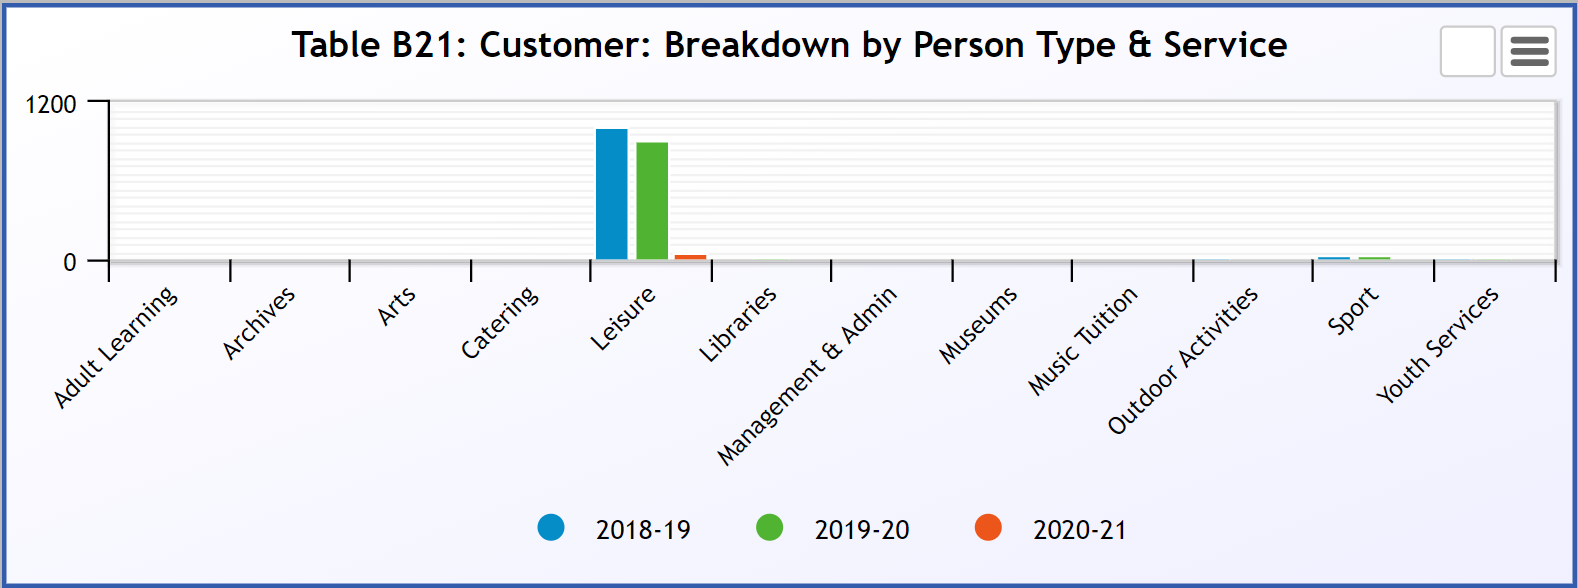 Table B21: Customer: Breakdown by Person Type & Service
1200
0
Adult Learning
Archives
Arts
Catering
Leisure
Libraries
Management & Admin
Museums
Music Tuition
Outdoor Activities
Sport
Youth Services
2018-19
2019-20
2020-21